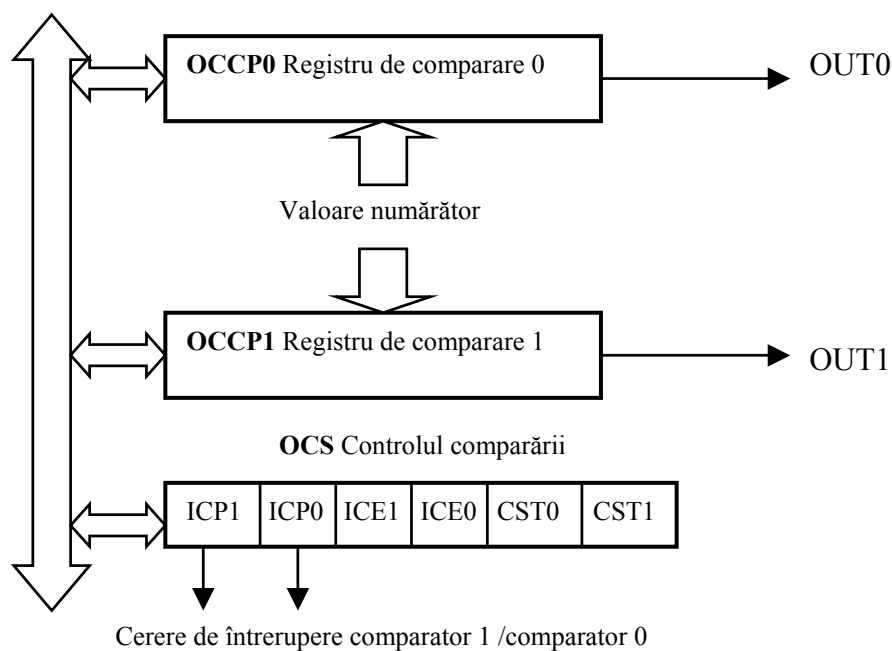 OCCP0 Registru de comparare 0
OUT0
Valoare numărător
OCCP1 Registru de comparare 1
OUT1
OCS Controlul comparării
ICP1 ICP0 ICE1 ICE0 CST0 CST1
Cerere de întrerupere comparator 1 /comparator 0